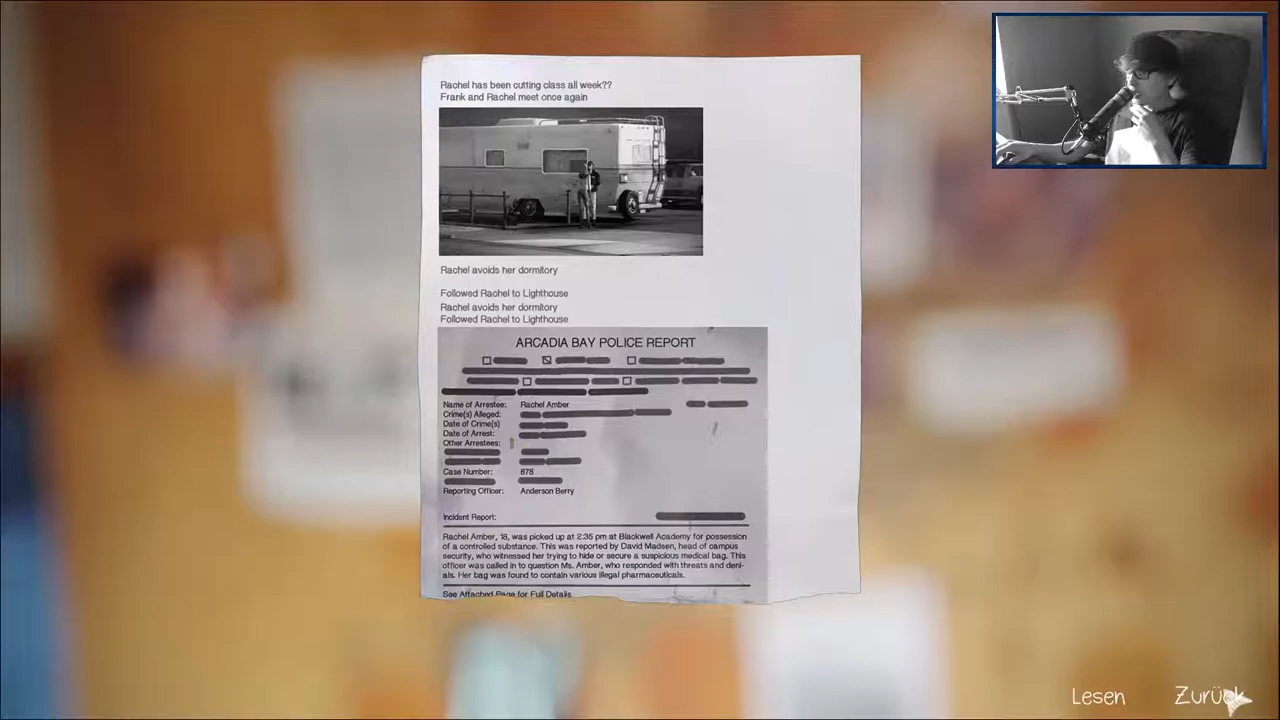 Rachel has been cutting class all week??
Frank and Rachel meet once again
Rachel avoids her dormitory
Followed Rachel to Lighthouse
Rachel avoids her dormitory
Followed Rachel to Lighthouse
ARCADIA BAY POLICE REPORT
Name of Arrestee: Rachel Amber
Crime(s) Alleged:
Date of Crime(s)
Date of Arrest:
Other Arrestees:
Case Number: 678
Reporting Officer: Anderson Berry
Incident Report:
Rachel Amber, 18, was picked up at 2:35 pm at Blackwell Academy for possession
of a controlled substance. This was reported by David Madsen, head of campus
security, who witnessed her trying to hide or secure a suspicious medical bag. This
officer was called in to question Ms. Amber, who responded with threats and deni-
als. Her bag was found to contain various illegal pharmaceuticals.
See Attached Page for Full Details
Lesen Zurück